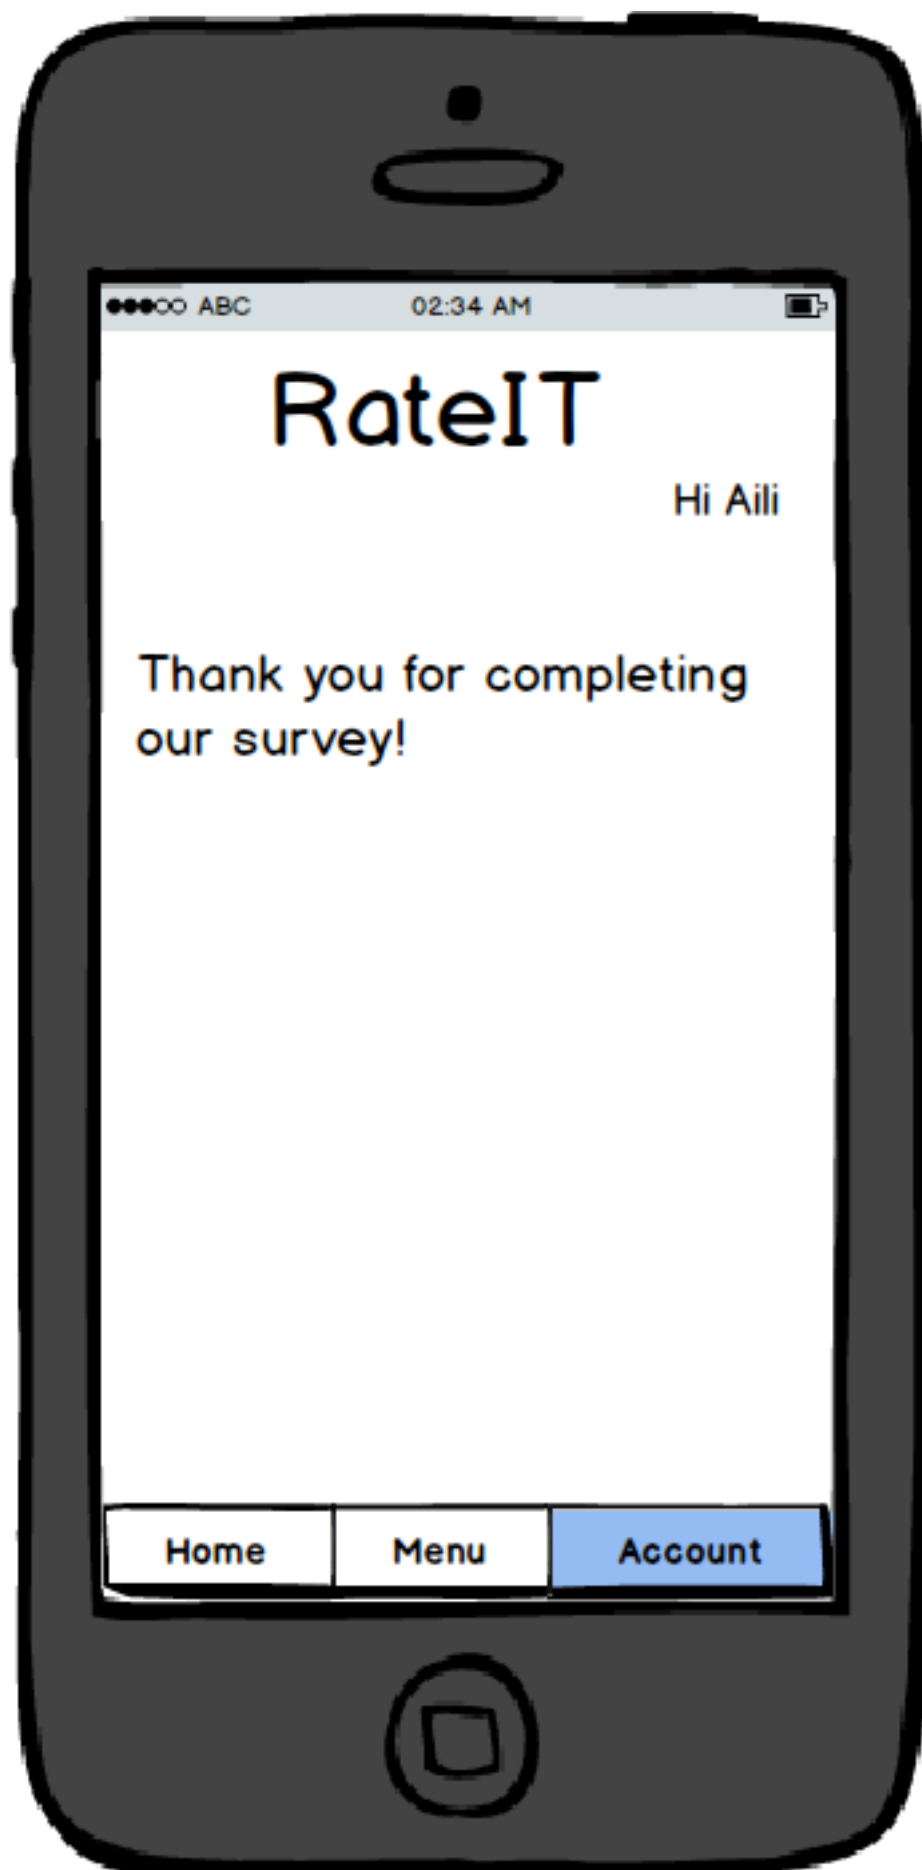 ABC 02:34 AM
RateIT
Hi Aili
Thank you for completing
our survey!
Home Menu Account